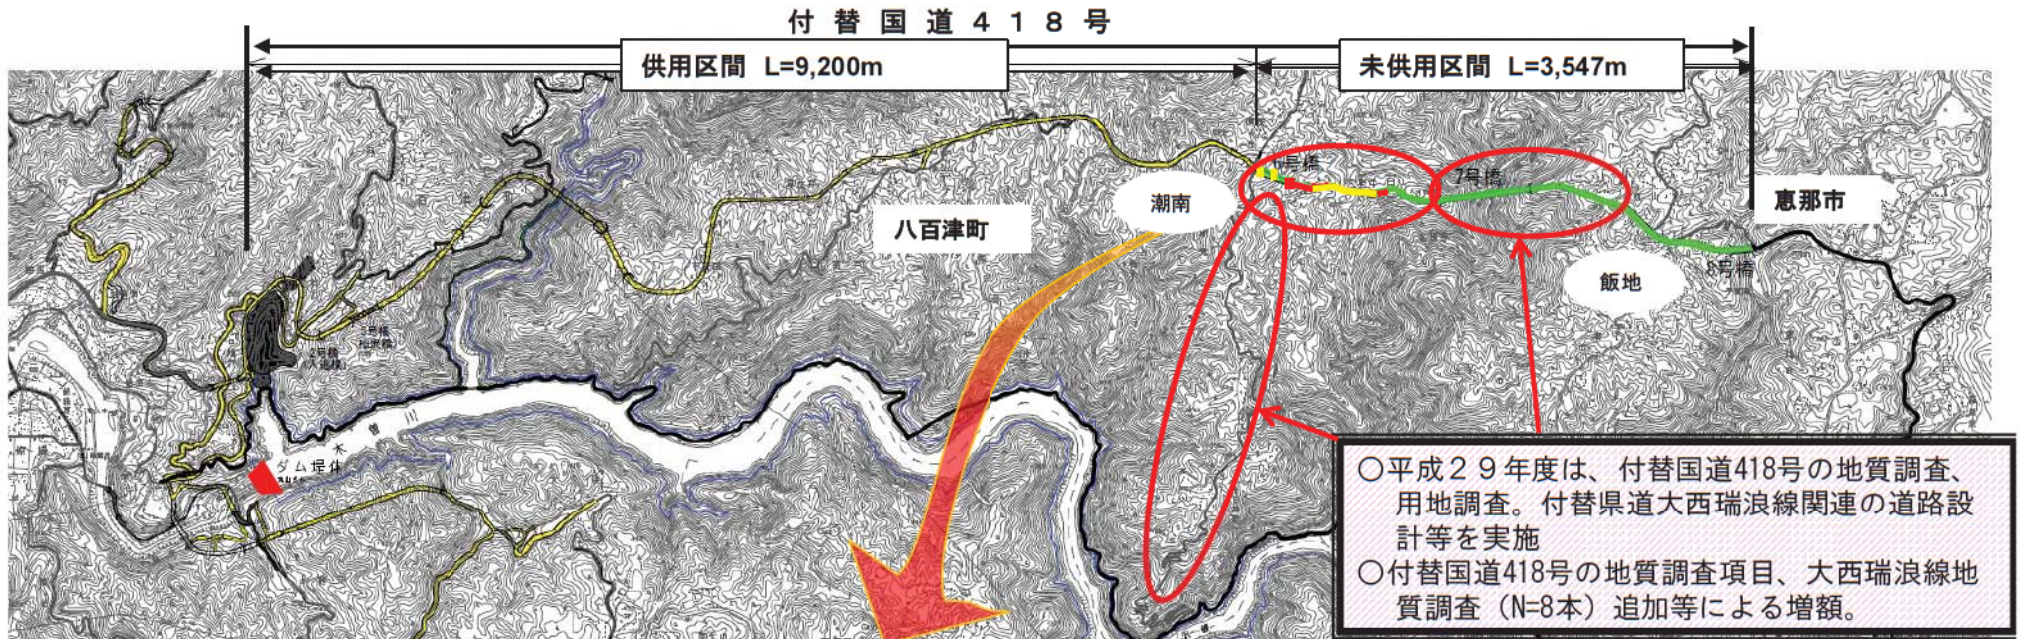 付替国道418号
供用区間 L=9,200m
未供用区間 L=3,547m
6号橋
7号橋
潮南
八百津町
恵那市
飯地
8号橋
木曽川
ダム堤体
○平成29年度は、付替国道418号の地質調査、
用地調査。付替県道大西瑞浪線関連の道路設
計等を実施
○付替国道418号の地質調査項目、大西瑞浪線地
質調査（N=8本）追加等による増額。